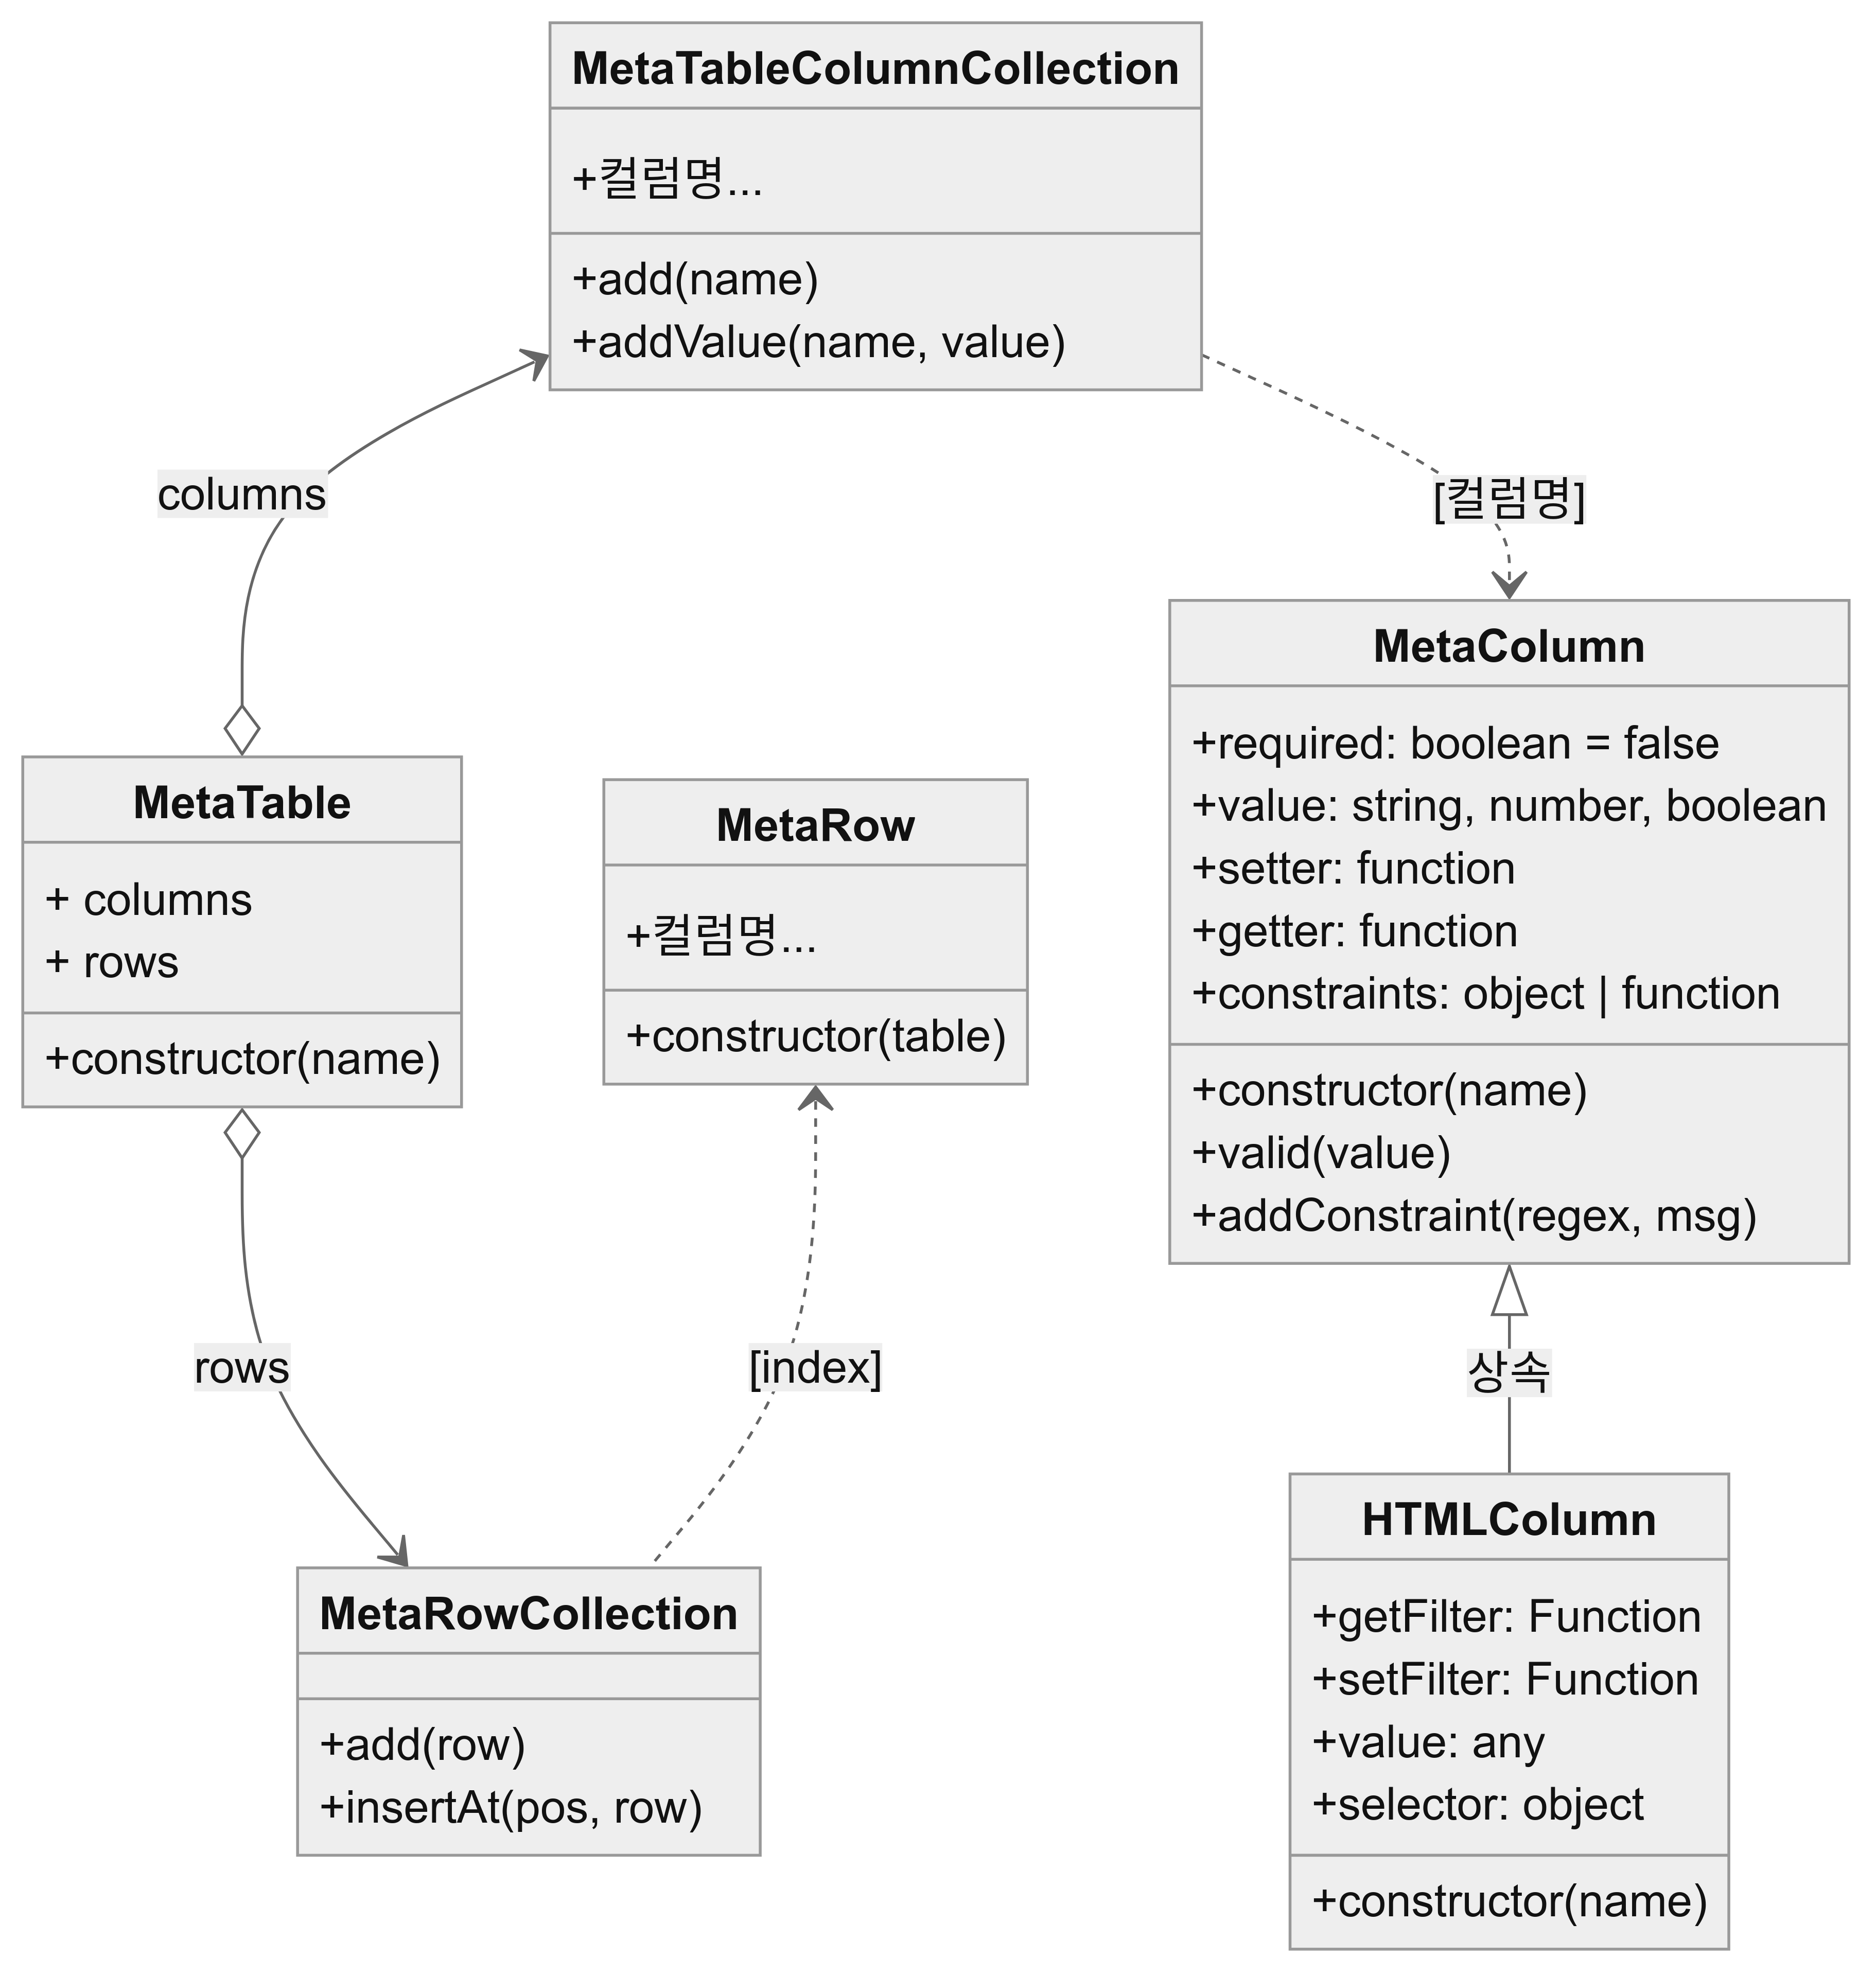 MetaTableColumnCollection
+컬럼명...
+add(name)
+addValue(name, value)
columns
[컬럼명]
MetaTable
+ columns
+ rows
+constructor(name)
MetaRow
+컬럼명...
+constructor(table)
MetaColumn
+required: boolean = false
+value: string, number, boolean
+setter: function
+getter: function
+constraints: object | function
+constructor(name)
+valid(value)
+addConstraint(regex, msg)
rows
[index]
상속
MetaRowCollection
+add(row)
+insertAt(pos, row)
HTMLColumn
+getFilter: Function
+setFilter: Function
+value: any
+selector: object
+constructor(name)